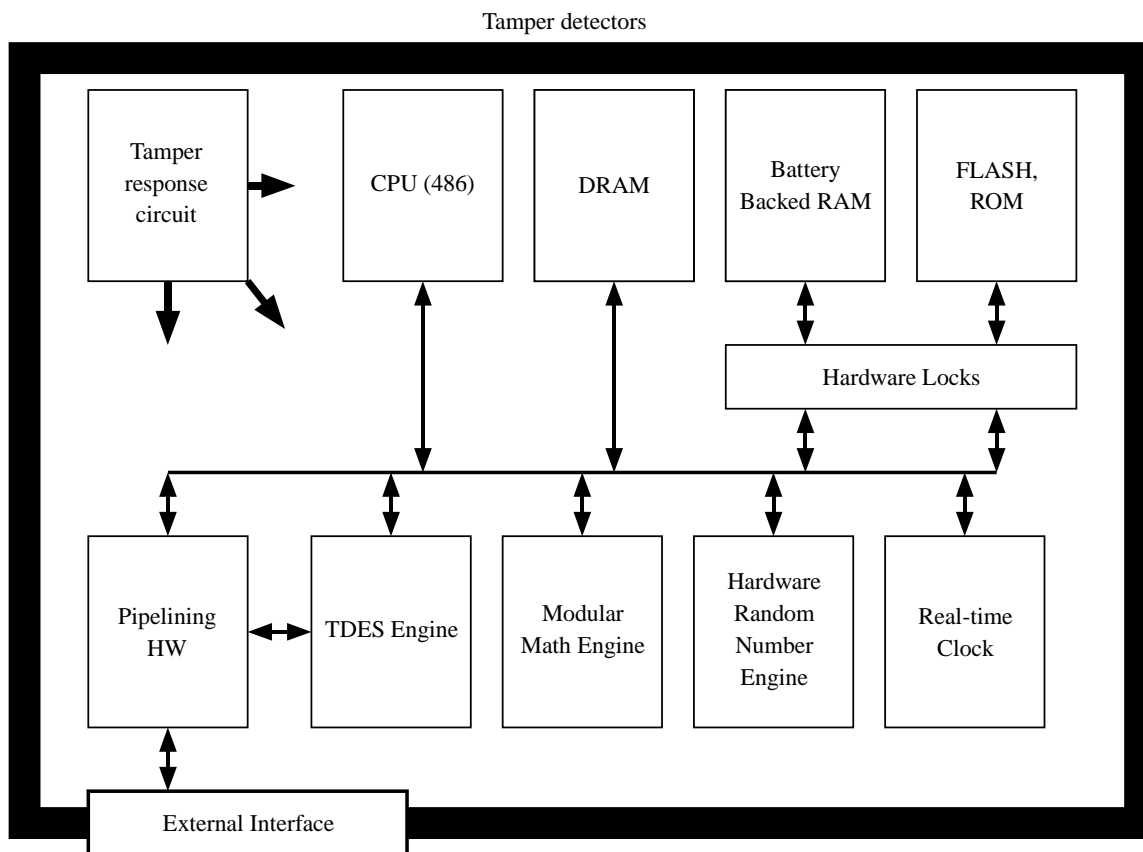 Tamper detectors
Tamper
response
circuit
CPU (486)
DRAM
Battery
Backed RAM
FLASH,
ROM
Hardware Locks
Pipelining
HW
TDES Engine
Modular
Math Engine
Hardware
Random
Number
Engine
Real-time
Clock
External Interface